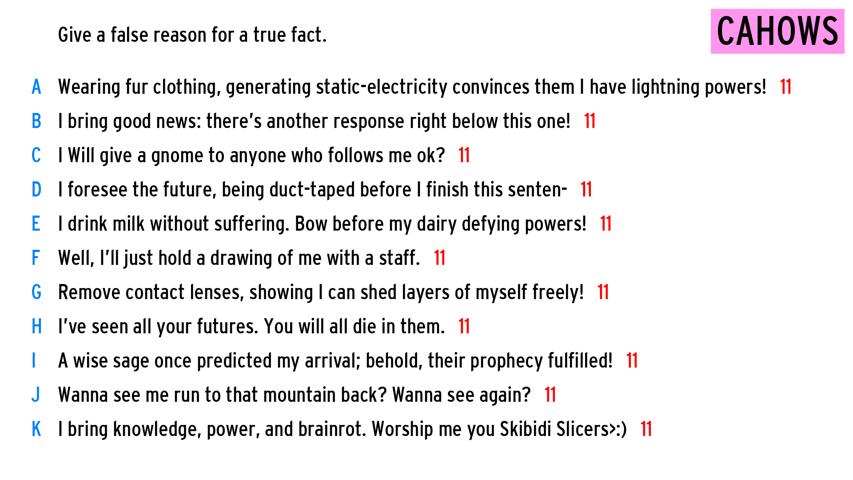 Give a false reason for a true fact.
CAHOWS
A Wearing fur clothing, generating static-electricity convinces them I have lightning powers! 11
B I bring good news: there's another response right below this one! 11
C I Will give a gnome to anyone who follows me ok? 11
D I foresee the future, being duct-taped before I finish this senten- 11
E I drink milk without suffering. Bow before my dairy defying powers! 11
F Well, I'll just hold a drawing of me with a staff. 11
G Remove contact lenses, showing I can shed layers of myself freely! 11
H I've seen all your futures. You will all die in them. 11
I A wise sage once predicted my arrival; behold, their prophecy fulfilled! 11
J Wanna see me run to that mountain back? Wanna see again? 11
K I bring knowledge, power, and brainrot. Worship me you Skibidi Slicers>:) 11